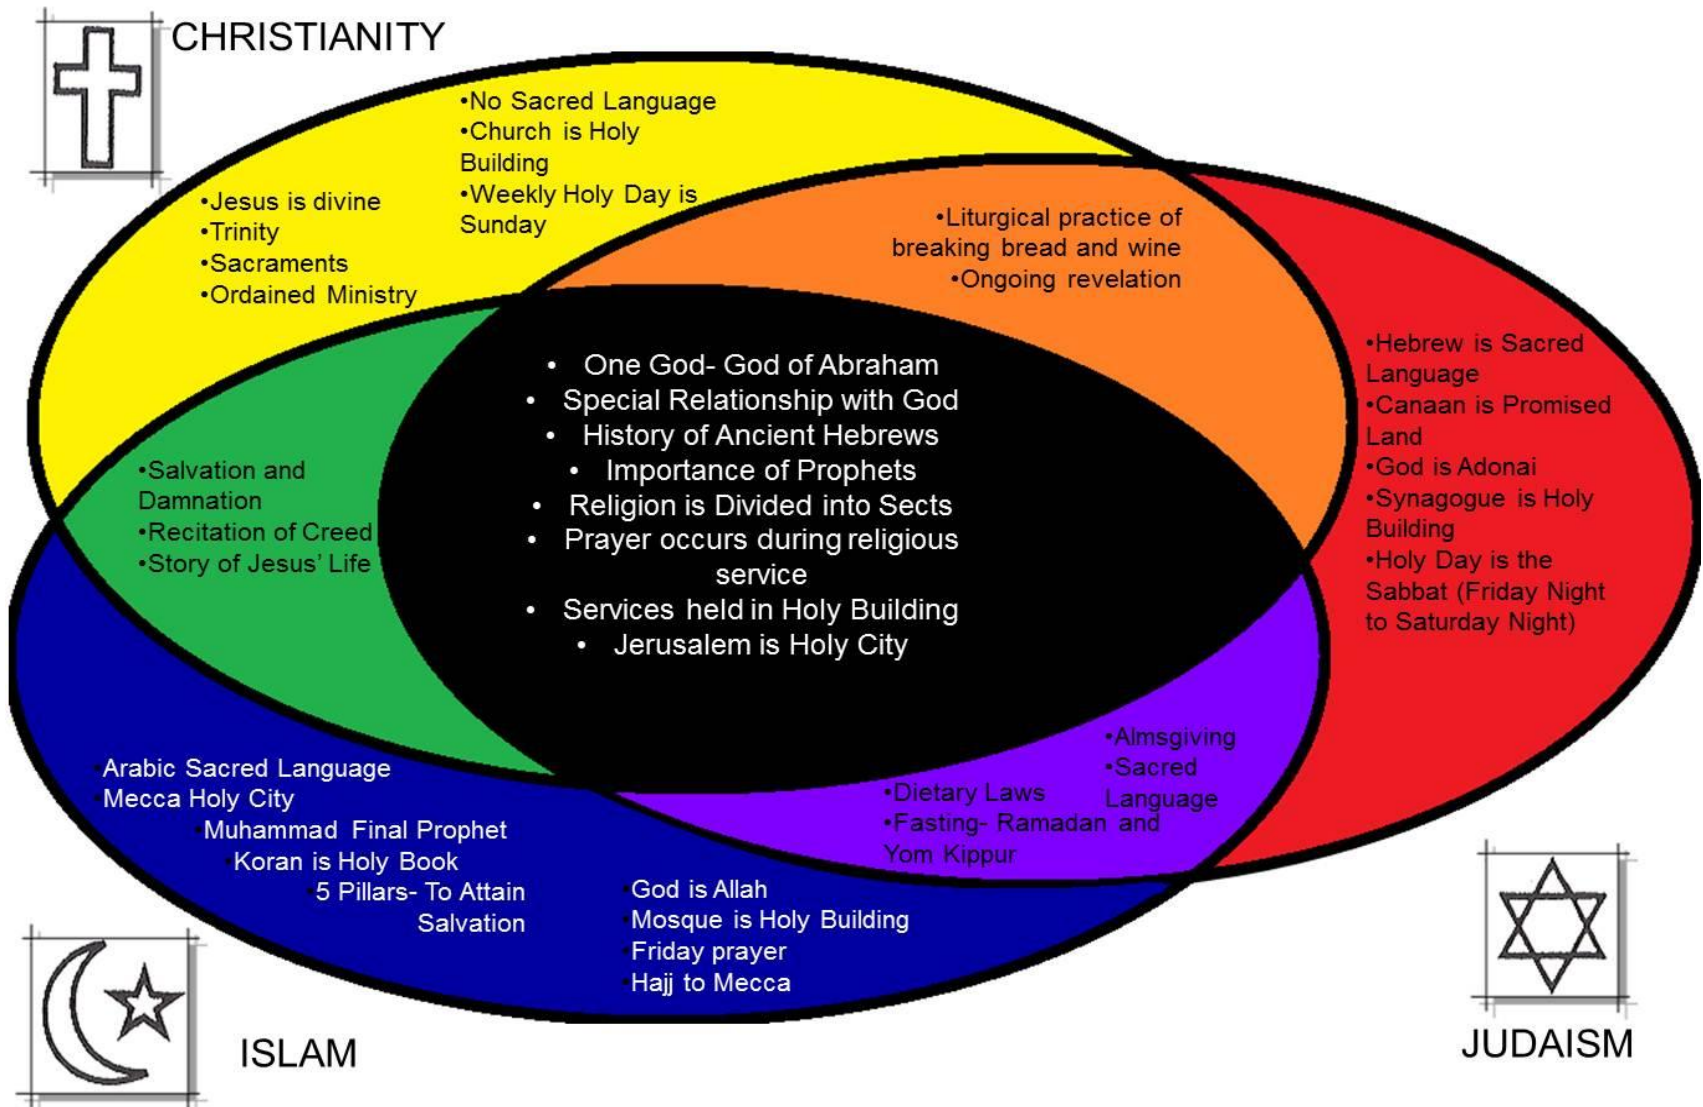 CHRISTIANITY
•No Sacred Language
•Church is Holy
Building
•Weekly Holy Day is
Sunday
•Jesus is divine
•Trinity
•Sacraments
•Ordained Ministry
•Liturgical practice of
breaking bread and wine
•Ongoing revelation
•Hebrew is Sacred
Language
•Canaan is Promised
Land
•God is Adonai
•Synagogue is Holy
Building
•Holy Day is the
Sabbat (Friday Night
to Saturday Night)
• One God- God of Abraham
• Special Relationship with God
• History of Ancient Hebrews
• Importance of Prophets
• Religion is Divided into Sects
• Prayer occurs during religious
service
• Services held in Holy Building
• Jerusalem is Holy City
•Salvation and
Damnation
•Recitation of Creed
•Story of Jesus' Life
•Almsgiving
•Sacred
Language
•Dietary Laws
•Fasting- Ramadan and
Yom Kippur
•Arabic Sacred Language
•Mecca Holy City
•Muhammad Final Prophet
•Koran is Holy Book
•5 Pillars- To Attain
Salvation
•God is Allah
•Mosque is Holy Building
•Friday prayer
•Hajj to Mecca
ISLAM
JUDAISM